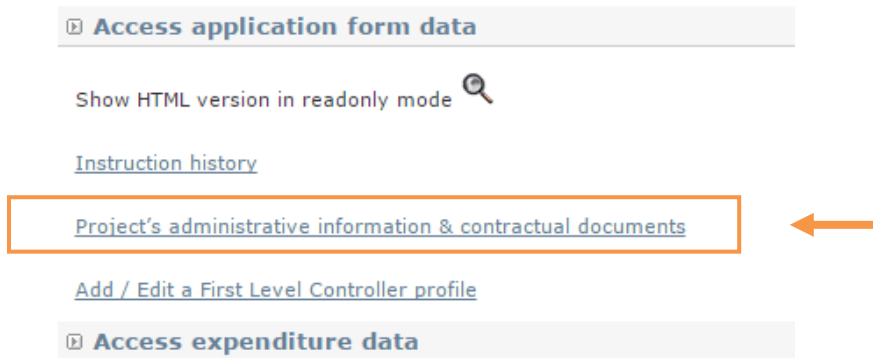 Access application form data
Show HTML version in readonly mode
Instruction history
Project’s administrative information & contractual documents
Add / Edit a First Level Controller profile
Access expenditure data